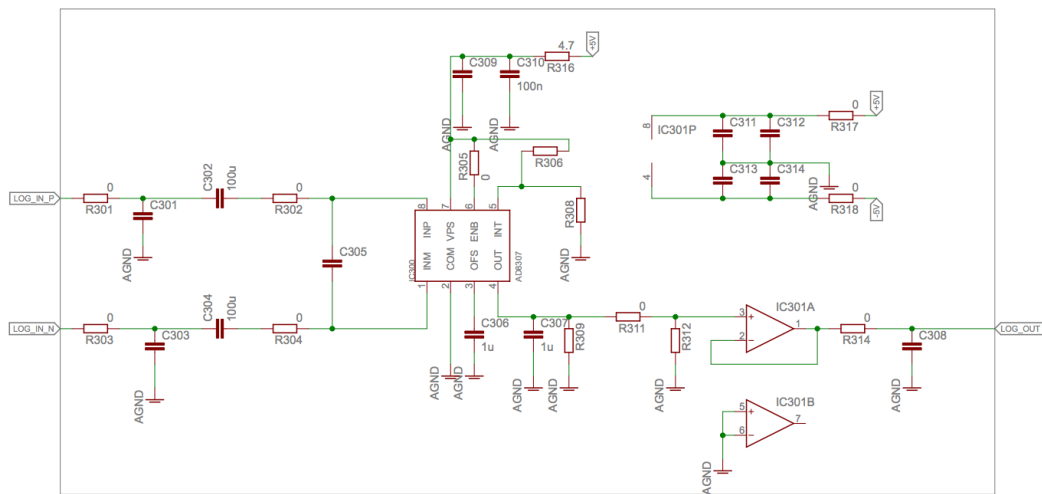 4.7
+5V
C309
C310
R316
100n
AGND
AGND
0
+5V
8
IC301P
C311
C312
R317
R305
0
R306
C313
C314
4
AGND
0
R318
-5V
LOG_IN_P
0
R301
C301
AGND
C302
100u
0
R302
C305
8
7
6
5
INP
VPS
ENB
INT
INM
COM
OFS
OUT
IC300
AD8307
1
2
3
4
R308
AGND
LOG_IN_N
0
R303
C303
AGND
C304
100u
0
R304
C306
1u
AGND
AGND
C307
1u
AGND
R309
AGND
0
R311
R312
AGND
3
+
2
-
IC301A
1
0
R314
C308
AGND
LOG_OUT
IC301B
5
+
6
-
7
AGND